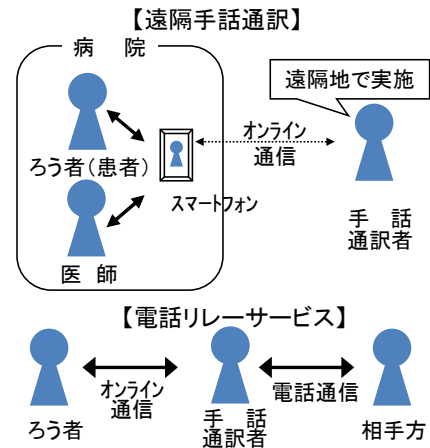 【遠隔手話通訳】
病　院
遠隔地で実施
オンライン
通信
ろう者（患者）
スマートフォン
手　話
通訳者
医　師
【電話リレーサービス】
オンライン
通信
電話通信
ろう者
手　話
通訳者
相手方